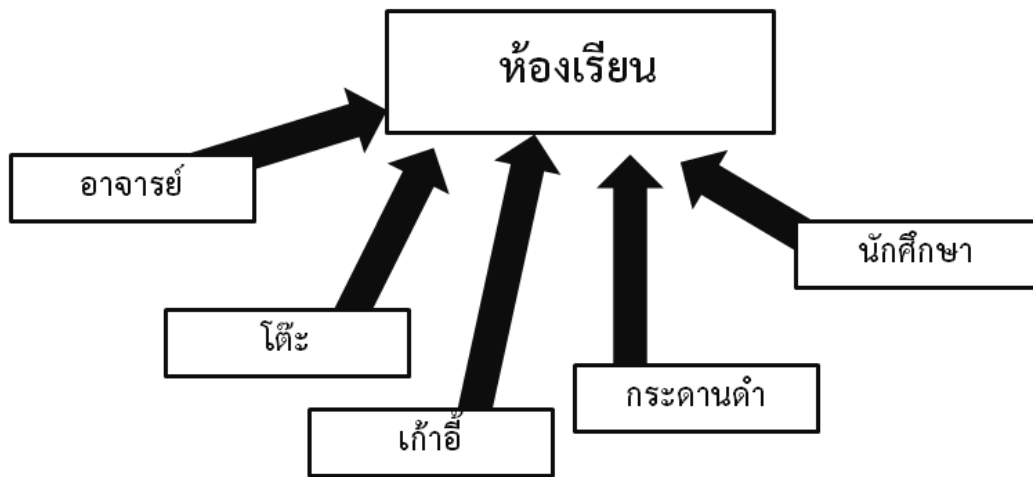 ห้องเรียน
อาจารย์
นักศึกษา
โต๊ะ
กระดานดำ
เก้าอี้